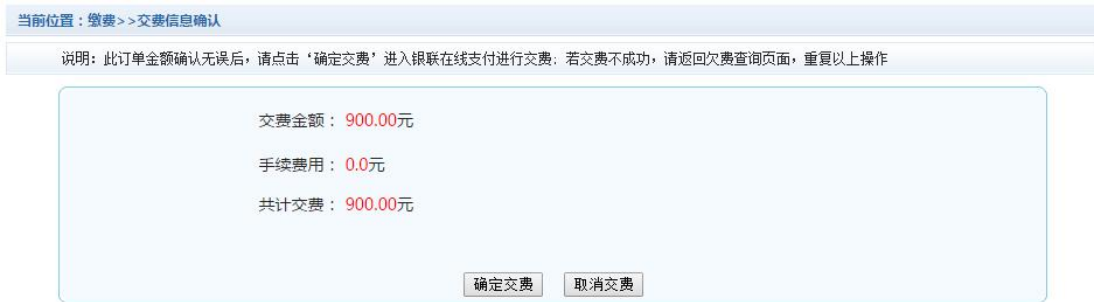 当前位置：缴费>>交费信息确认
说明：此订单金额确认无误后，请点击‘确定交费’进入银联在线支付进行交费；若交费不成功，请返回欠费查询页面，重复以上操作
交费金额： 900.00元
手续费用： 0.0元
共计交费： 900.00元
确定交费 取消交费